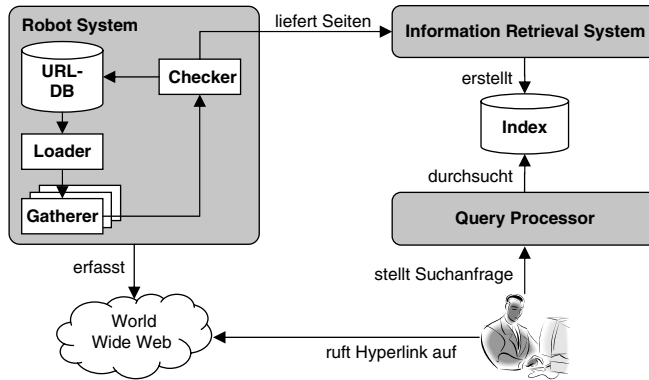 Robot System
liefert Seiten
Information Retrieval System
URL-
DB
Checker
erstellt
Index
Loader
durchsucht
Gatherer
Query Processor
erfasst
stellt Suchanfrage
World
Wide Web
ruft Hyperlink auf